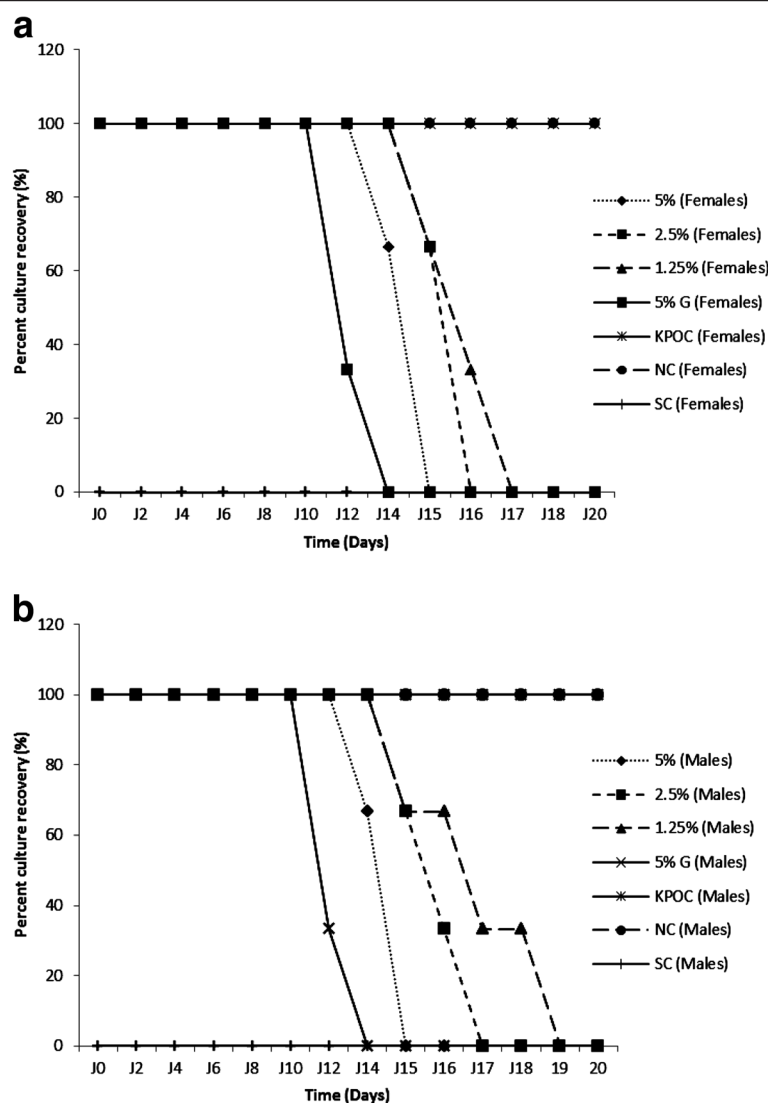 a
120
100
80
60
40
20
0
Percent culture recovery (%)
J0 J2 J4 J6 J8 J10 J12 J14 J15 J16 J17 J18 J20
Time (Days)
5% (Females)
2.5% (Females)
1.25% (Females)
5% G (Females)
KPOC (Females)
NC (Females)
SC (Females)
b
120
100
80
60
40
20
0
Percent culture recovery (%)
J0 J2 J4 J6 J8 J10 J12 J14 J15 J16 J17 J18 J19 20
Time (Days)
5% (Males)
2.5% (Males)
1.25% (Males)
5% G (Males)
KPOC (Males)
NC (Males)
SC (Males)